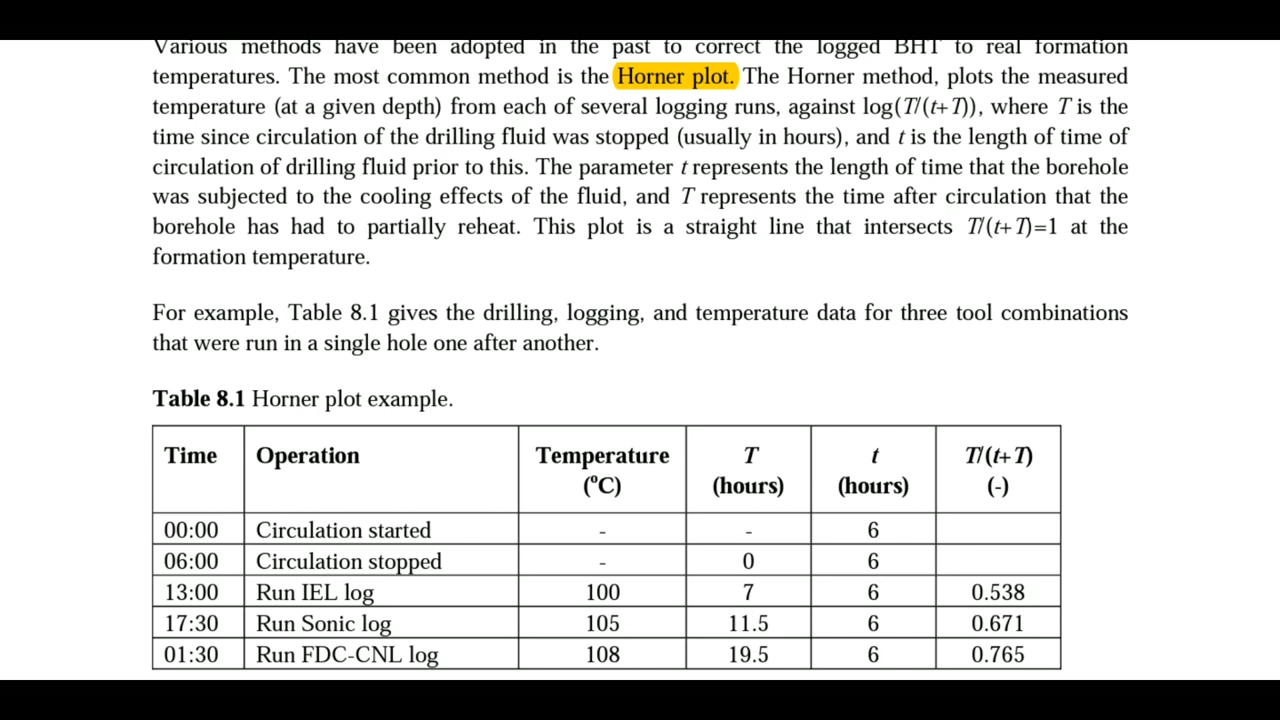 Various methods have been adopted in the past to correct the logged BHT to real formation
temperatures. The most common method is the Horner plot. The Horner method, plots the measured
temperature (at a given depth) from each of several logging runs, against log(T/(t+T)), where T is the
time since circulation of the drilling fluid was stopped (usually in hours), and t is the length of time of
circulation of drilling fluid prior to this. The parameter t represents the length of time that the borehole
was subjected to the cooling effects of the fluid, and T represents the time after circulation that the
borehole has had to partially reheat. This plot is a straight line that intersects T/(t+T)=1 at the
formation temperature.
For example, Table 8.1 gives the drilling, logging, and temperature data for three tool combinations
that were run in a single hole one after another.
Table 8.1 Horner plot example.
Time Operation Temperature T t T/(t+T)
(ºC) (hours) (hours) (-)
00:00 Circulation started - - 6
06:00 Circulation stopped - 0 6
13:00 Run IEL log 100 7 6 0.538
17:30 Run Sonic log 105 11.5 6 0.671
01:30 Run FDC-CNL log 108 19.5 6 0.765